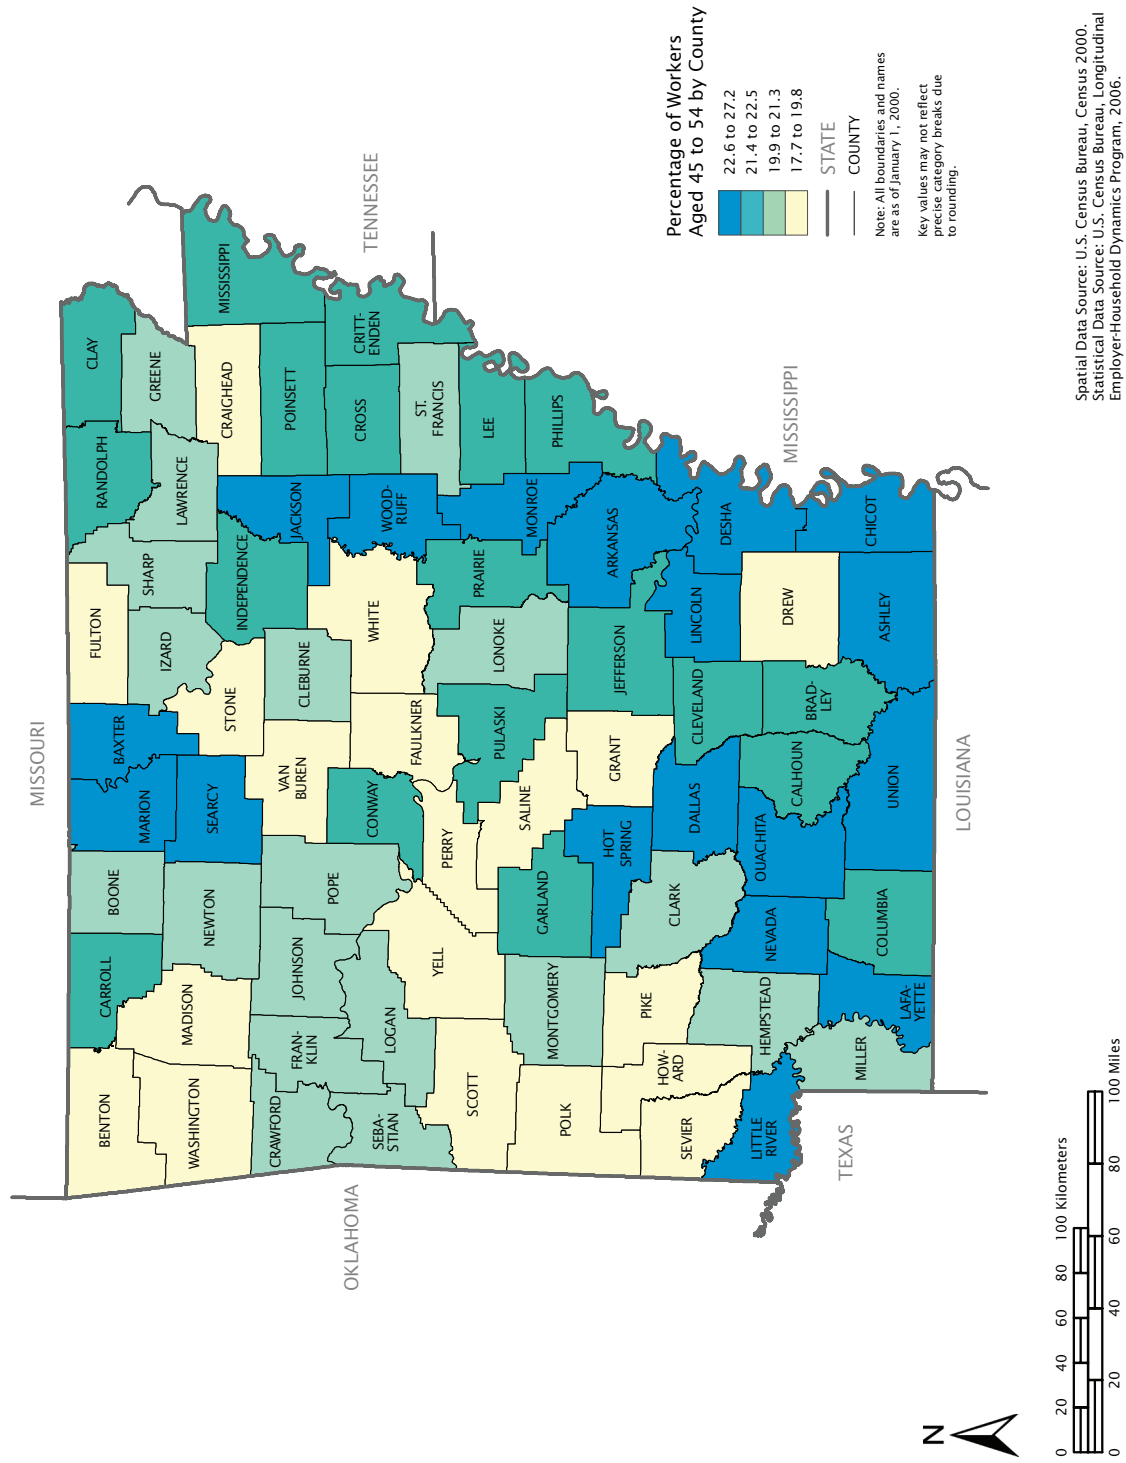 MISSOURI
TENNESSEE
MISSISSIPPI
LOUISIANA
TEXAS
OKLAHOMA
BENTON
CARROLL
BOONE
MARION
BAXTER
FULTON
RANDOLPH
CLAY
GREENE
WASHINGTON
MADISON
NEWTON
SEARCY
STONE
IZARD
SHARP
LAWRENCE
CRAIGHEAD
MISSISSIPPI
CRAWFORD
FRAN-
KLIN
JOHNSON
POPE
VAN
BUREN
CLEBURNE
INDEPENDENCE
JACKSON
POINSETT
SEBA-
STIAN
LOGAN
CONWAY
FAULKNER
WHITE
WOOD-
RUFF
CROSS
CRITT-
ENDEN
ST.
FRANCIS
SCOTT
YELL
PERRY
PULASKI
LONOKE
PRAIRIE
MONROE
LEE
PHILLIPS
POLK
MONTGOMERY
GARLAND
SALINE
HOT
SPRING
GRANT
JEFFERSON
ARKANSAS
SEVIER
HOW-
ARD
PIKE
CLARK
DALLAS
CLEVELAND
LINCOLN
DESHA
LITTLE
RIVER
HEMPSTEAD
NEVADA
OUACHITA
CALHOUN
BRAD-
LEY
DREW
CHICOT
MILLER
LAFA-
YETTE
COLUMBIA
UNION
ASHLEY
Percentage of Workers
Aged 45 to 54 by County
22.6 to 27.2
21.4 to 22.5
19.9 to 21.3
17.7 to 19.8
STATE
COUNTY
Note: All boundaries and names
are as of January 1, 2000.
Key values may not reflect
precise category breaks due
to rounding.
N
0 20 40 60 80 100 Kilometers
0 20 40 60 80 100 Miles
Spatial Data Source: U.S. Census Bureau, Census 2000.
Statistical Data Source: U.S. Census Bureau, Longitudinal
Employer-Household Dynamics Program, 2006.